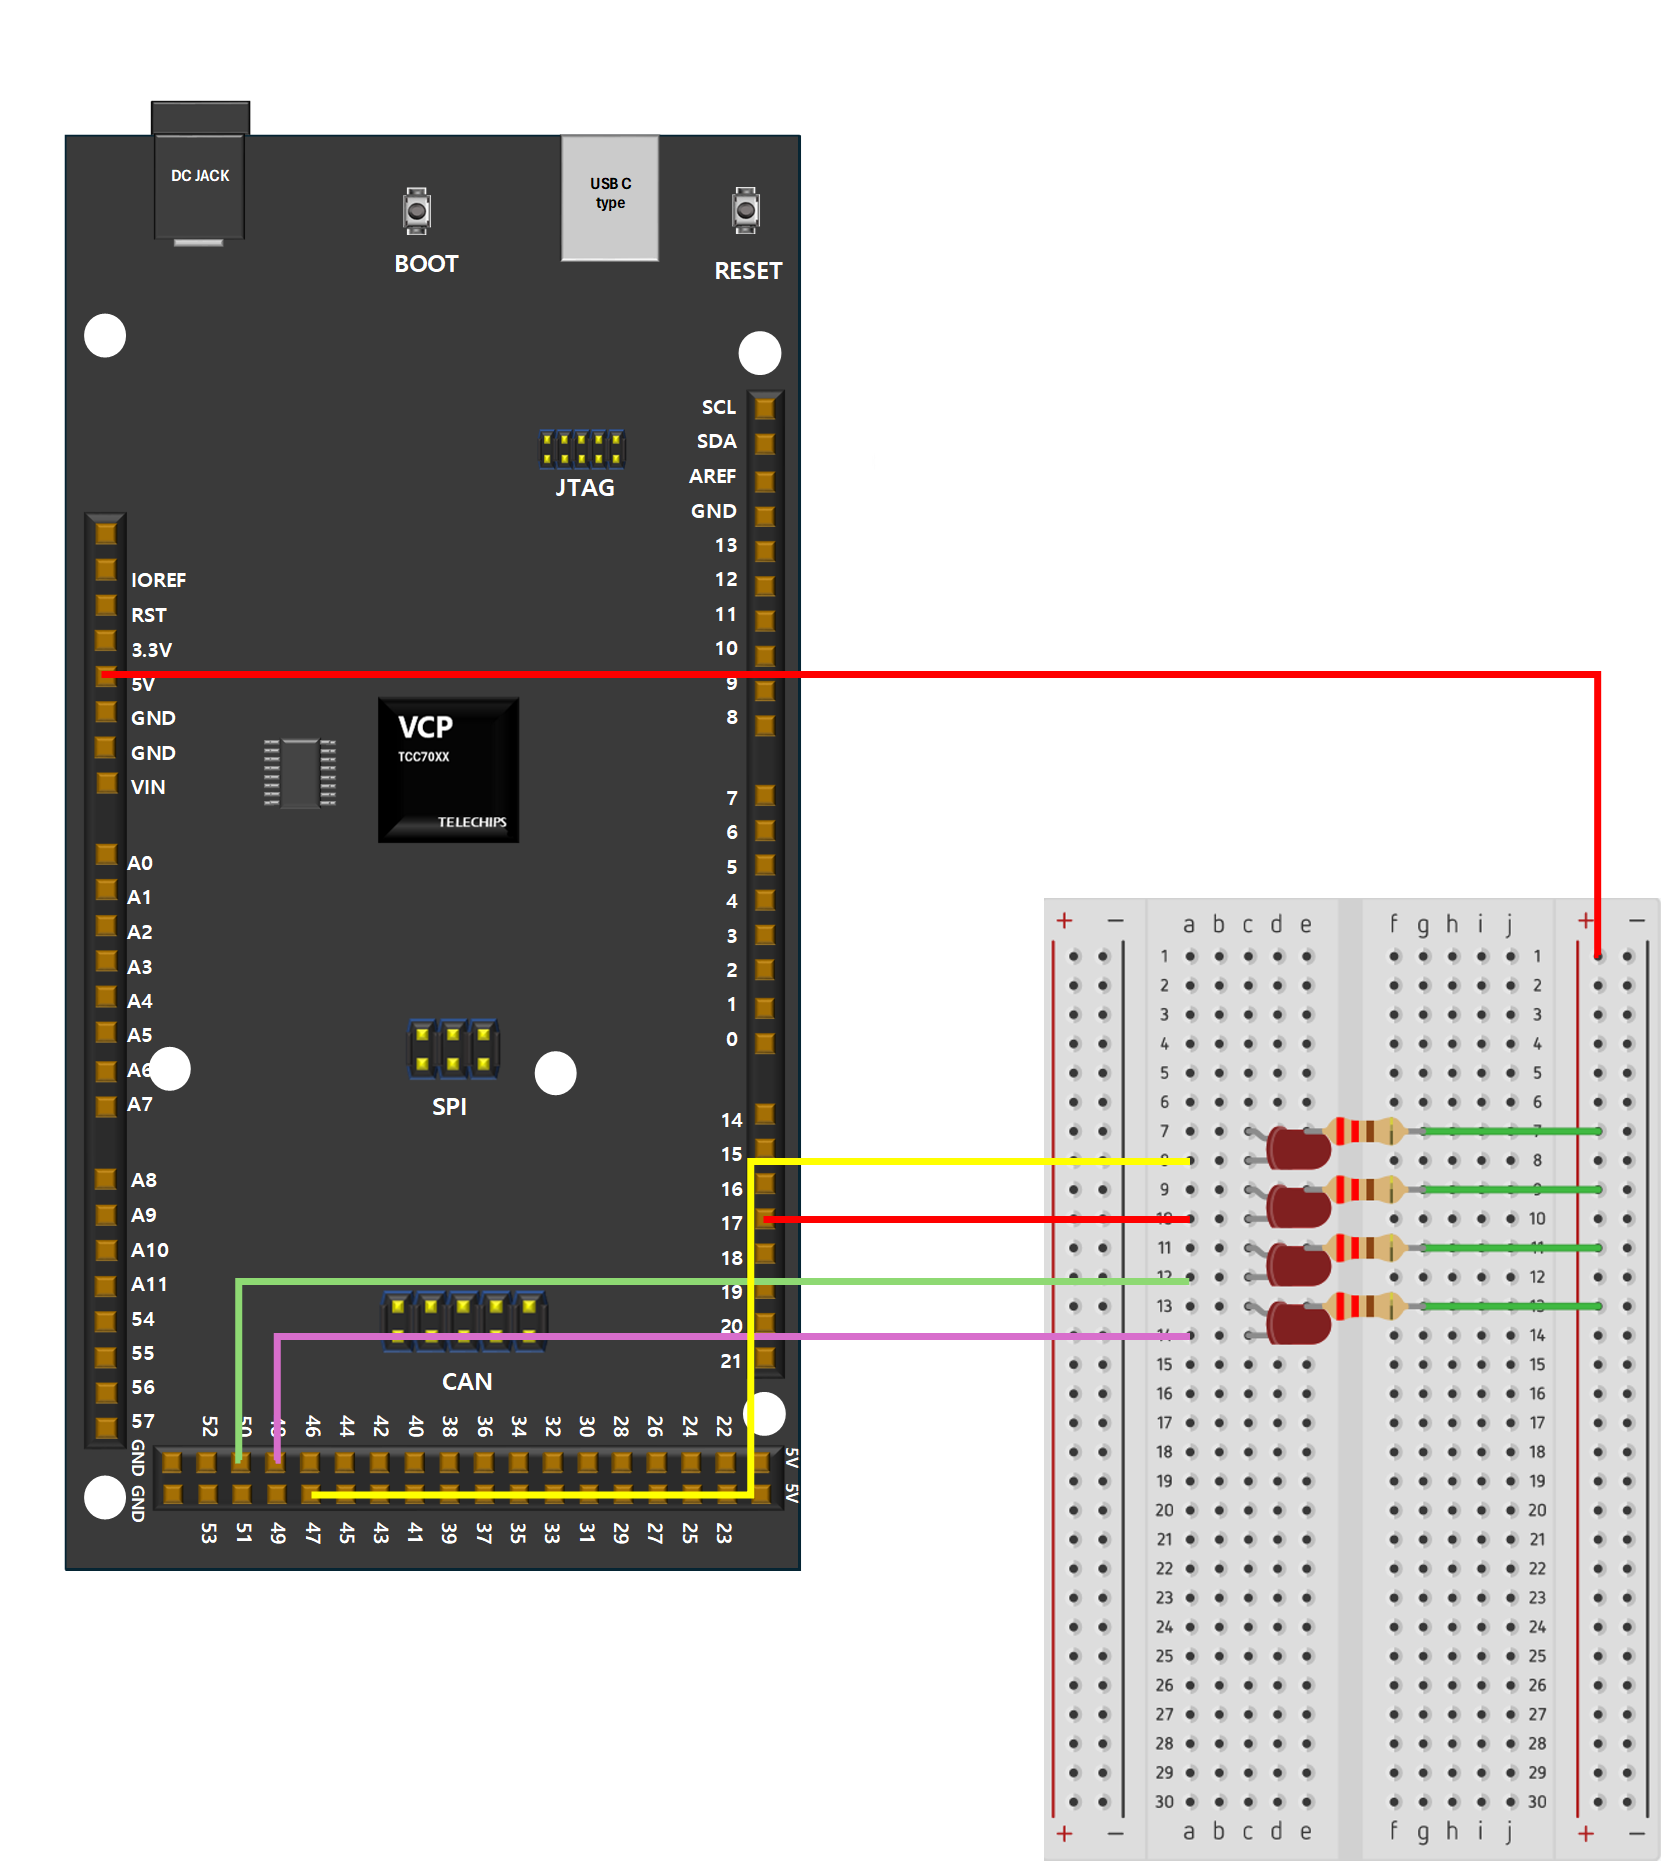 DC JACK
USB C
type
BOOT
RESET
SCL
SDA
AREF
GND
13
12
11
10
9
8
7
6
5
4
3
2
1
0
14
15
16
17
18
19
20
21
JTAG
IOREF
RST
3.3V
5V
GND
GND
VIN
VCP
TCC70XX
TELECHIPS
A0
A1
A2
A3
A4
A5
A6
A7
SPI
A8
A9
A10
A11
54
55
56
57
CAN
GND 52 50 48 46 44 42 40 38 36 34 32 30 28 26 24 22 5V
GND 53 51 49 47 45 43 41 39 37 35 33 31 29 27 25 23 5V
+ − a b c d e f g h i j + −
1 1
2 2
3 3
4 4
5 5
6 6
7 7
8 8
9 9
10 10
11 11
12 12
13 13
14 14
15 15
16 16
17 17
18 18
19 19
20 20
21 21
22 22
23 23
24 24
25 25
26 26
27 27
28 28
29 29
30 30
+ − a b c d e f g h i j + −